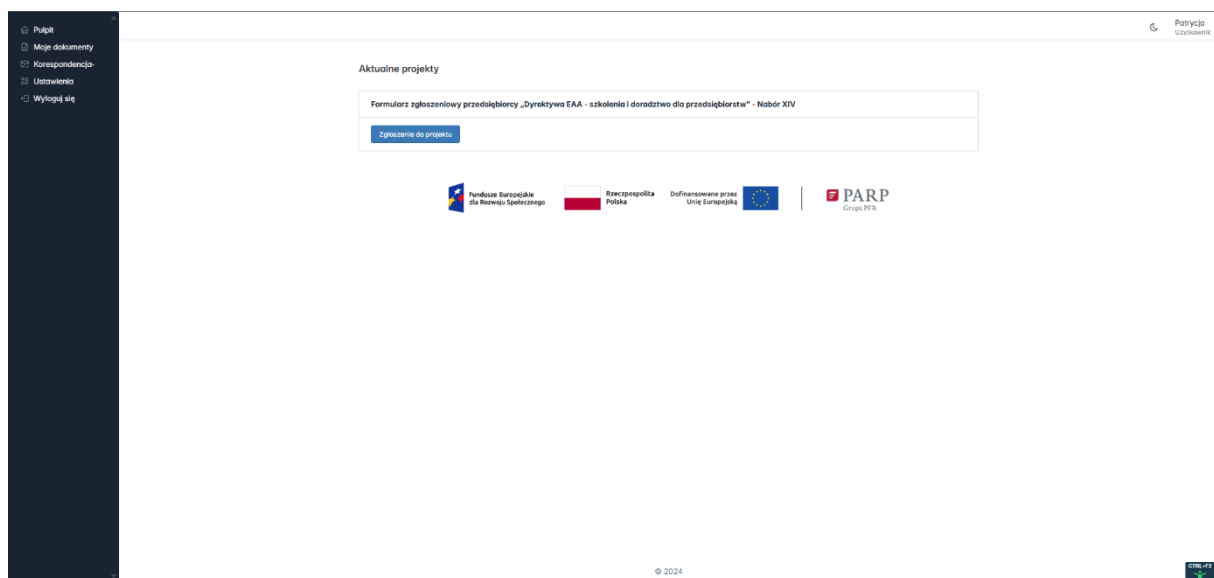 Pulpit
Moje dokumenty
Korespondencja-
Ustawienia
Wyloguj się
Patrycja
Użytkownik
Aktualne projekty
Formularz zgłoszeniowy przedsiębiorcy „Dyrektywa EAA - szkolenia i doradztwo dla przedsiębiorstw” - Nabór XIV
Zgłoszenie do projektu
Fundusze Europejskie
dla Rozwoju Społecznego
Rzeczpospolita
Polska
Dofinansowane przez
Unię Europejską
PARP
Grupa PFR
© 2024
CTRL+F2